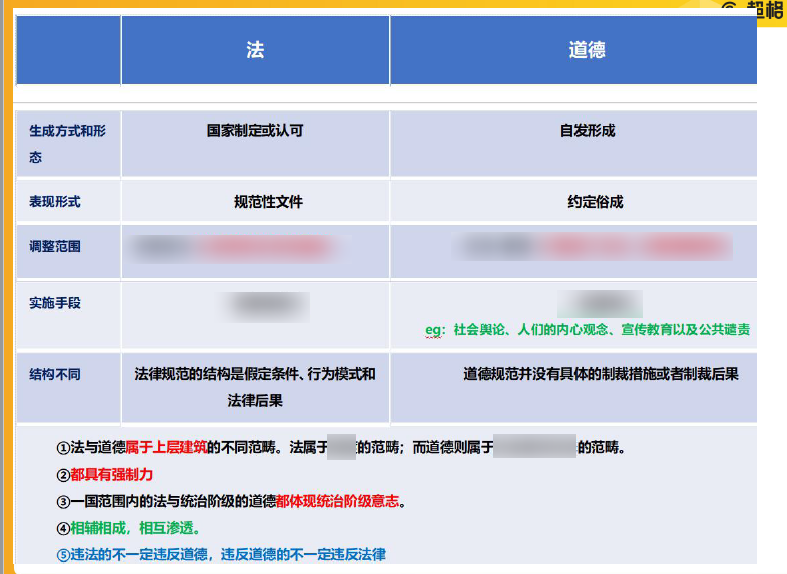 超格
法 道德
生成方式和形态 国家制定或认可 自发形成
表现形式 规范性文件 约定俗成
调整范围
实施手段
eg：社会舆论、人们的内心观念、宣传教育以及公共谴责
结构不同 法律规范的结构是假定条件、行为模式和法律后果 道德规范并没有具体的制裁措施或者制裁后果
①法与道德属于上层建筑的不同范畴。法属于 的范畴；而道德则属于 的范畴。
②都具有强制力
③一国范围内的法与统治阶级的道德都体现统治阶级意志。
④相辅相成，相互渗透。
⑤违法的不一定违反道德，违反道德的不一定违反法律